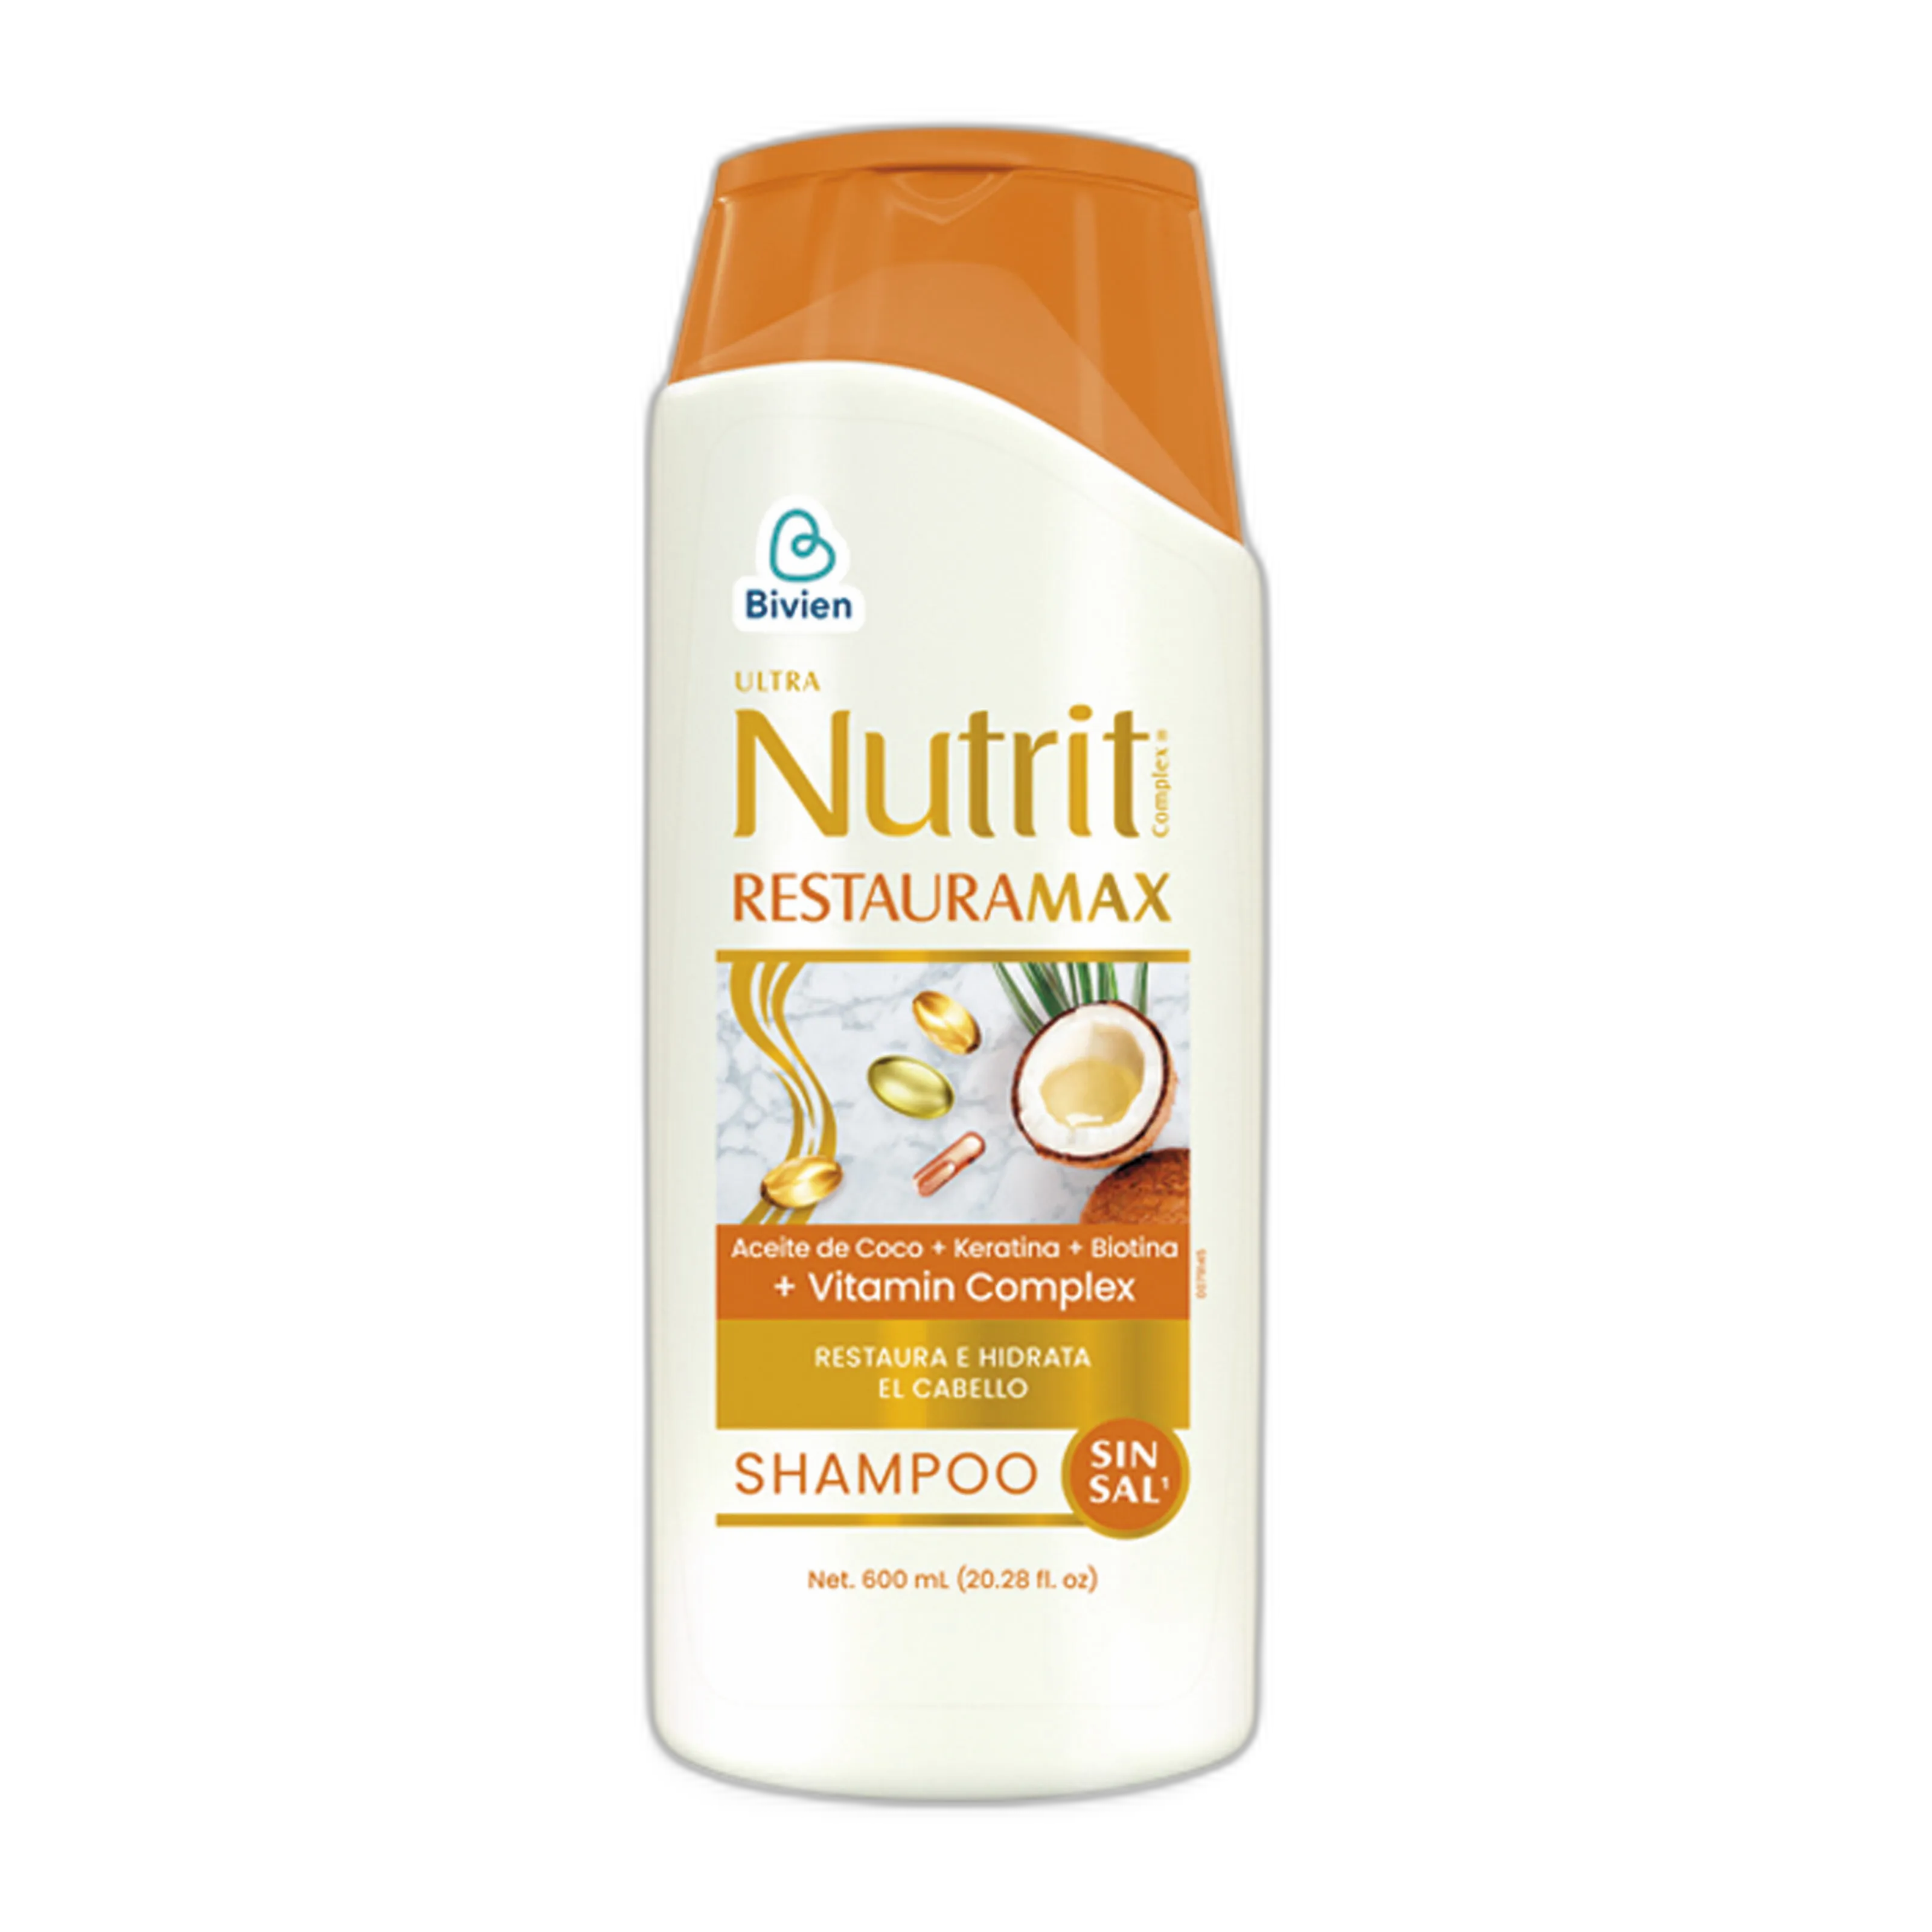 Bivien
ULTRA
Nutrit
Complex
RESTAURAMAX
Aceite de Coco + Keratina + Biotina
+ Vitamin Complex
RESTAURA E HIDRATA
EL CABELLO
SHAMPOO
SIN
SAL¹
Net. 600 mL (20.28 fl. oz)